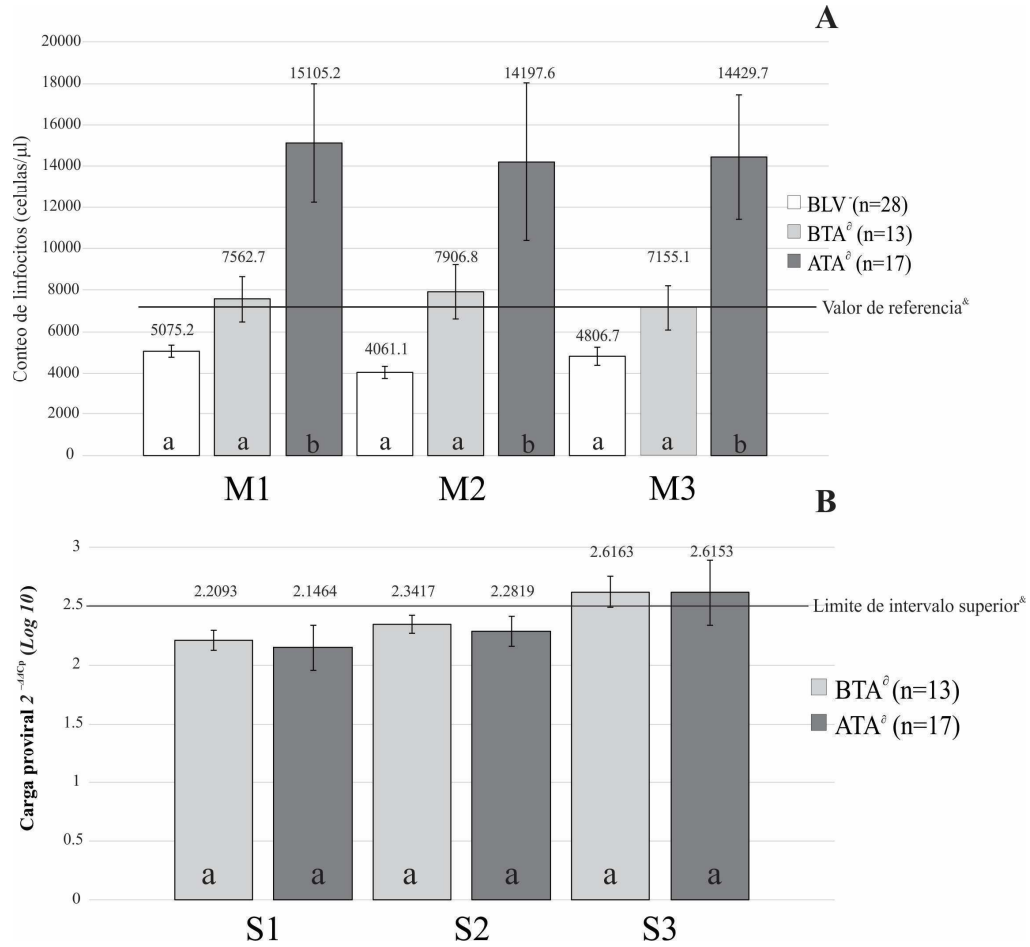 A
20000
18000
16000
14000
12000
10000
8000
6000
4000
2000
0
Conteo de linfocitos (celulas/µl)
5075.2
7562.7
15105.2
4061.1
7906.8
14197.6
4806.7
7155.1
14429.7
a a b a a b a a b
M1 M2 M3
BLV⁻(n=28)
BTA∂ (n=13)
ATA∂ (n=17)
Valor de referencia&
B
3
2.5
2
1.5
1
0.5
0
Carga proviral 2 ⁻ΔΔCp (Log 10)
2.2093 2.1464 2.3417 2.2819 2.6163 2.6153
a a a a a a
S1 S2 S3
Limite de intervalo superior&
BTA∂ (n=13)
ATA∂ (n=17)